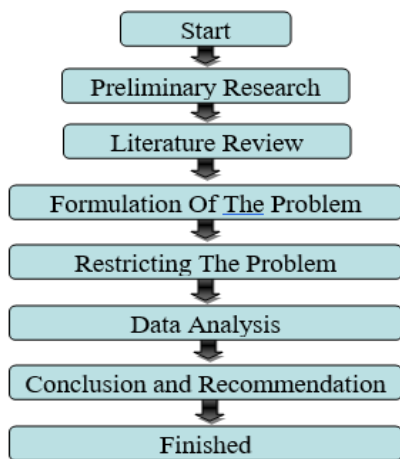 Start
Preliminary Research
Literature Review
Formulation Of The Problem
Restricting The Problem
Data Analysis
Conclusion and Recommendation
Finished